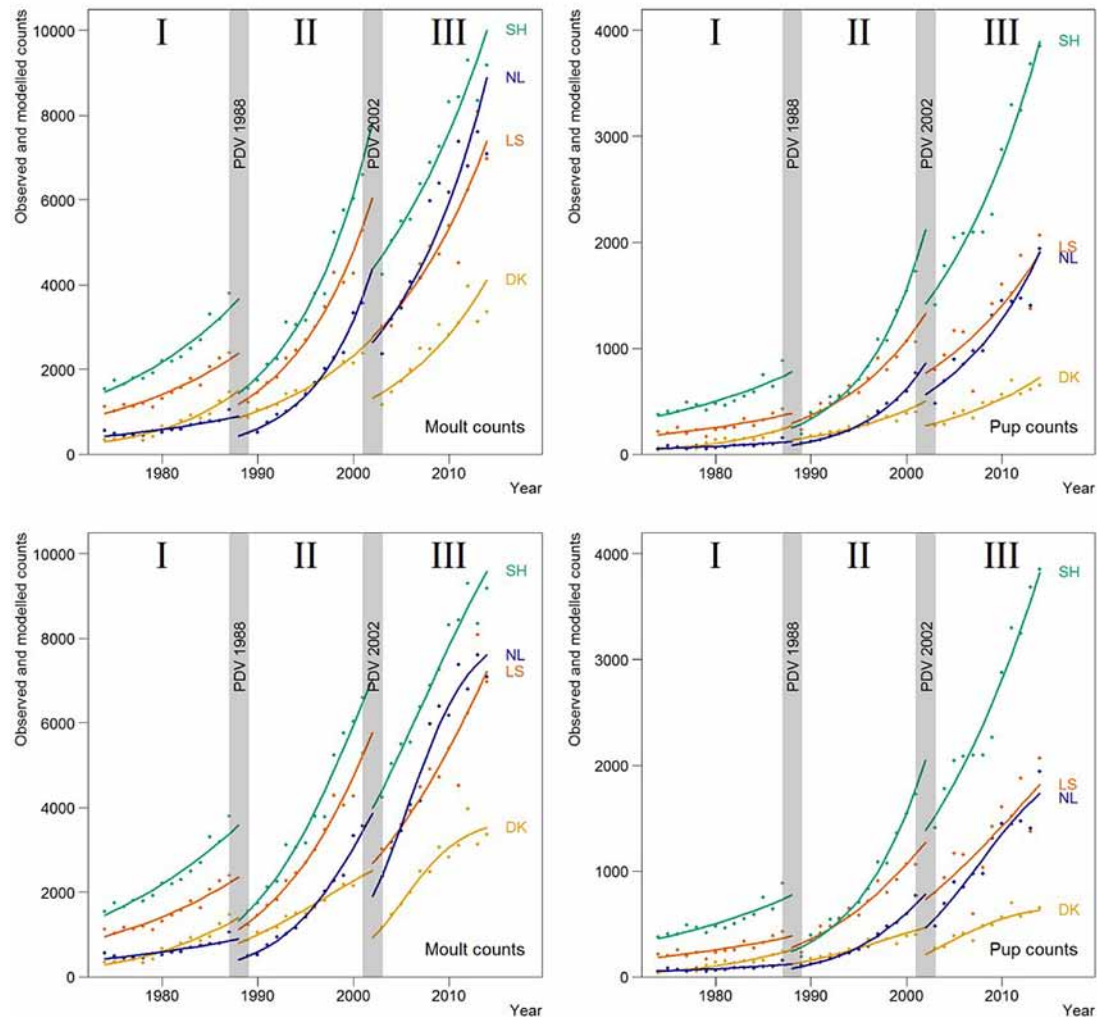 Observed and modelled counts
10000
8000
6000
4000
2000
0
I
II
III
PDV 1988
PDV 2002
SH
NL
LS
DK
Moult counts
1980
1990
2000
2010
Year
Observed and modelled counts
4000
3000
2000
1000
0
I
II
III
PDV 1988
PDV 2002
SH
LS
NL
DK
Pup counts
1980
1990
2000
2010
Year
Observed and modelled counts
10000
8000
6000
4000
2000
0
I
II
III
PDV 1988
PDV 2002
SH
NL
LS
DK
Moult counts
1980
1990
2000
2010
Year
Observed and modelled counts
4000
3000
2000
1000
0
I
II
III
PDV 1988
PDV 2002
SH
LS
NL
DK
Pup counts
1980
1990
2000
2010
Year